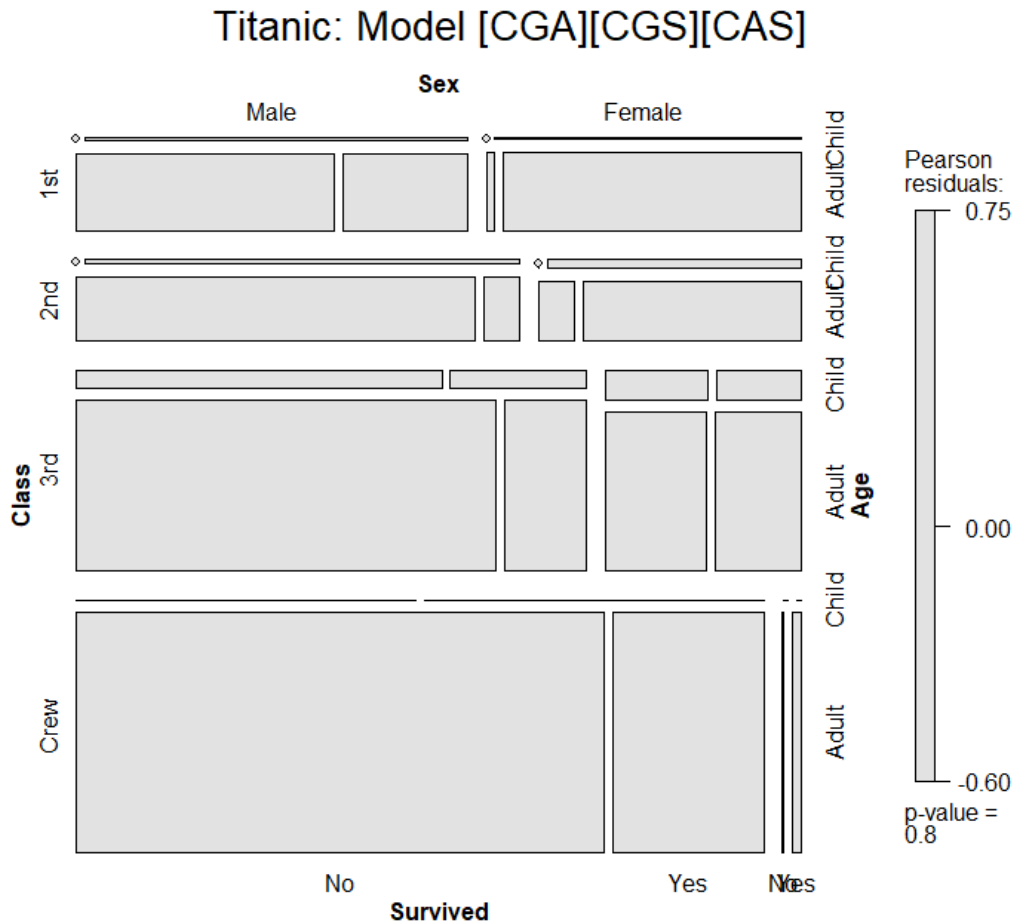 Titanic: Model [CGA][CGS][CAS]
Sex
Male Female
1st
2nd
3rd
Crew
Class
Child
Adult
Child
Adult
Child
Adult
Child
Adult
Age
No Yes No Yes
Survived
Pearson
residuals:
0.75
0.00
-0.60
p-value =
0.8